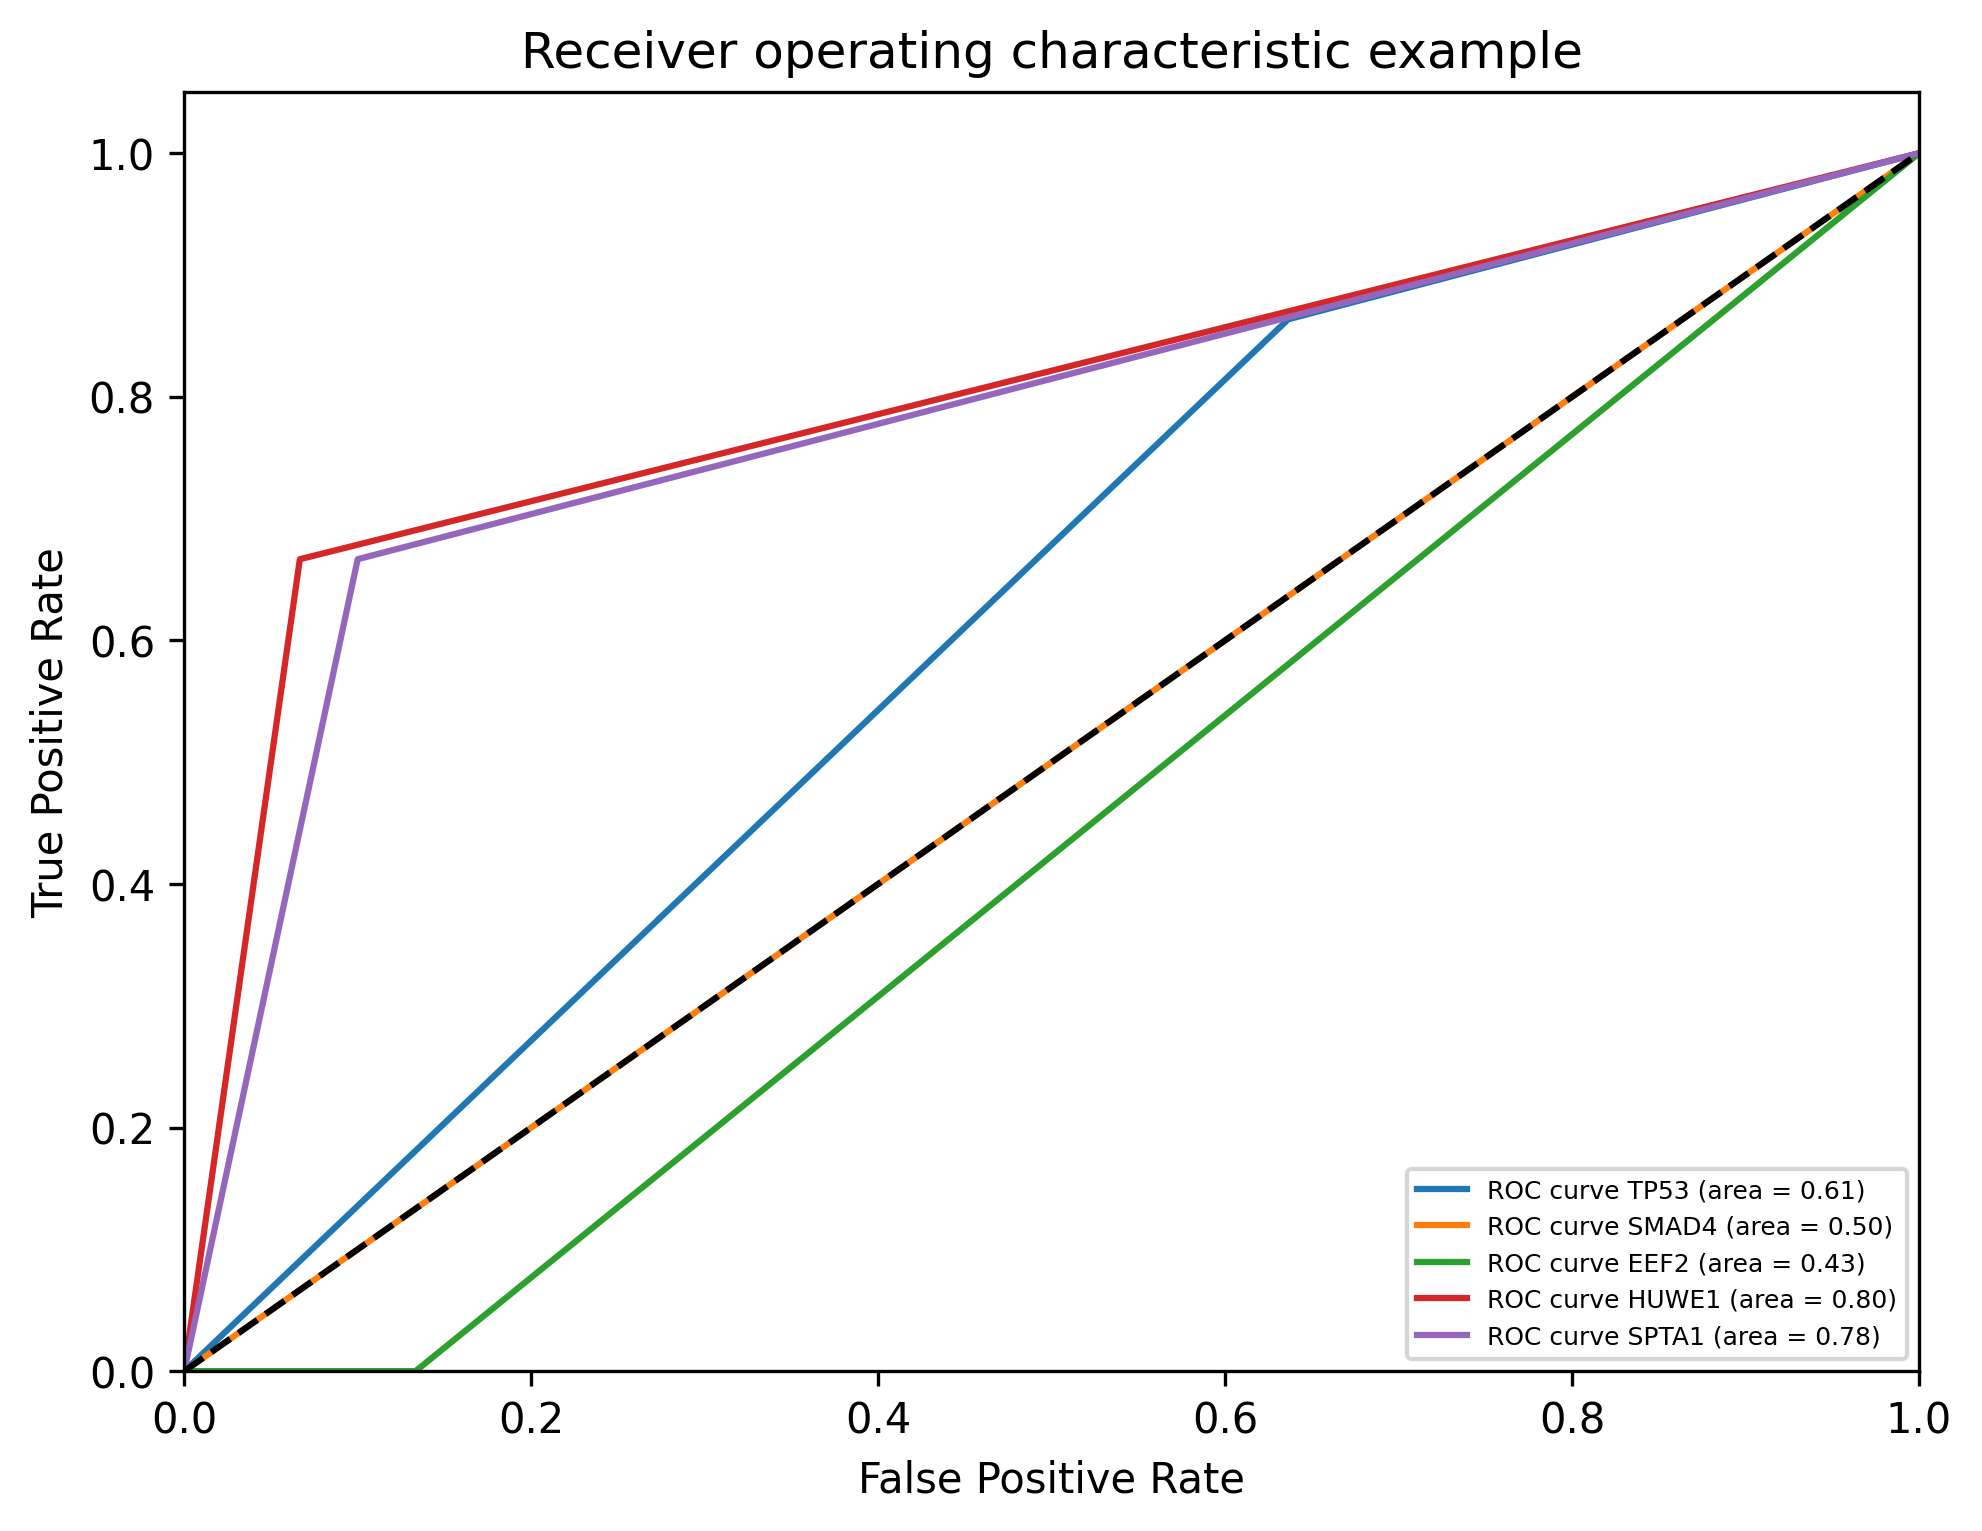 Receiver operating characteristic example
True Positive Rate
1.0
0.8
0.6
0.4
0.2
0.0
0.0 0.2 0.4 0.6 0.8 1.0
False Positive Rate
ROC curve TP53 (area = 0.61)
ROC curve SMAD4 (area = 0.50)
ROC curve EEF2 (area = 0.43)
ROC curve HUWE1 (area = 0.80)
ROC curve SPTA1 (area = 0.78)